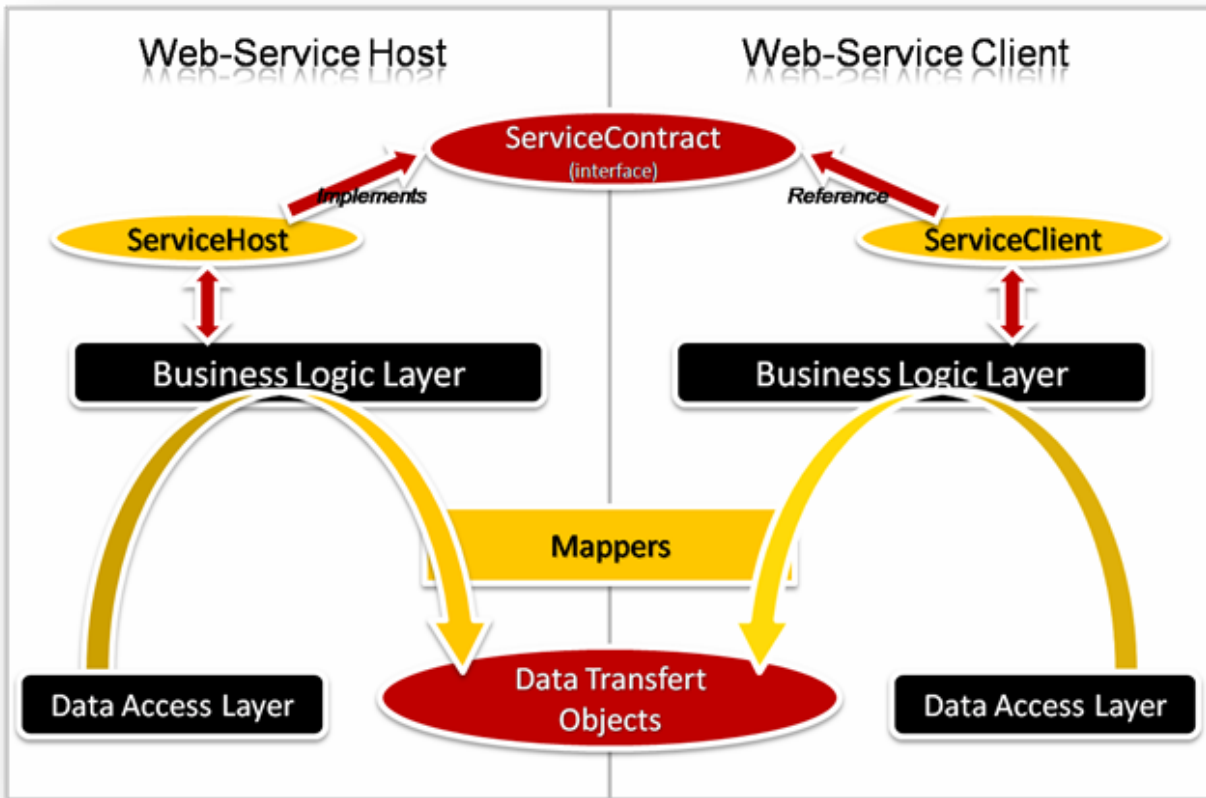 Web-Service Host
Web-Service Client
ServiceContract
(interface)
Implements
Reference
ServiceHost
ServiceClient
Business Logic Layer
Business Logic Layer
Mappers
Data Transfert
Objects
Data Access Layer
Data Access Layer